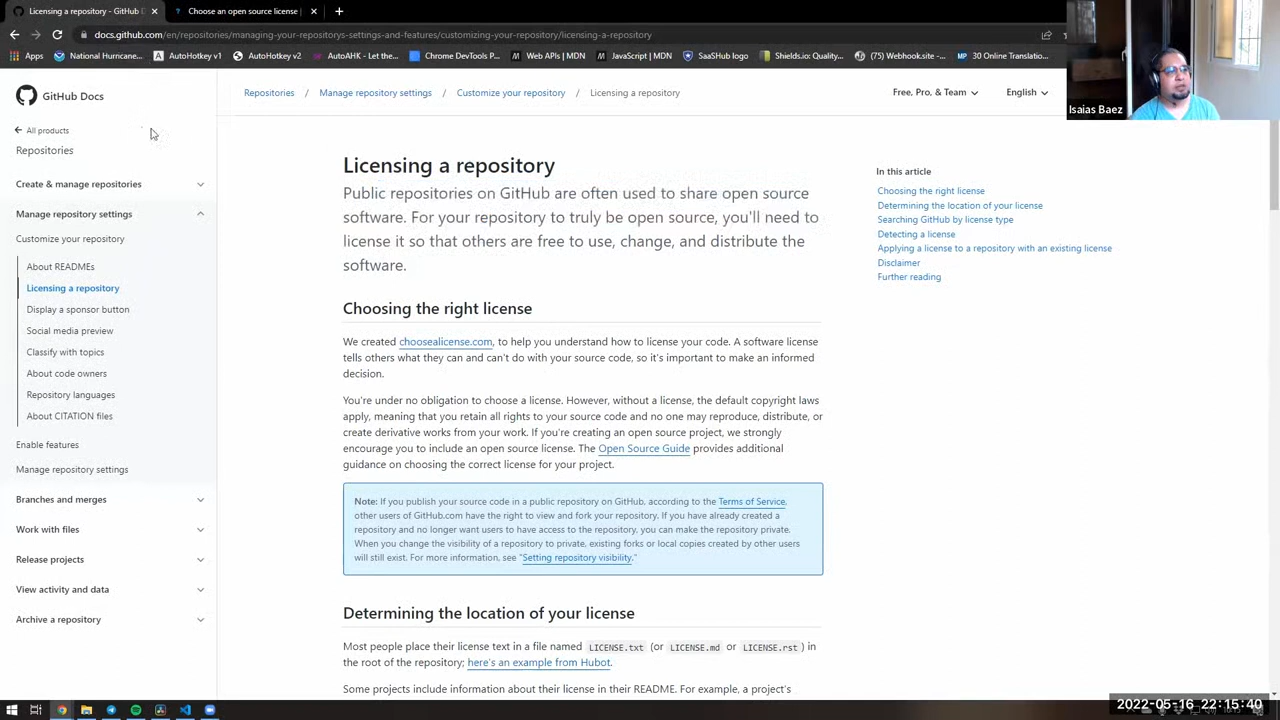 Licensing a repository - GitHub D
Choose an open source license |
docs.github.com/en/repositories/managing-your-repositorys-settings-and-features/customizing-your-repository/licensing-a-repository
Apps
National Hurricane...
AutoHotkey v1
AutoHotkey v2
AutoAHK - Let the...
Chrome DevTools P...
Web APIs | MDN
JavaScript | MDN
SaaSHub logo
Shields.io: Quality...
(75) Webhook.site -...
30 Online Translation...
Isaias Baez
GitHub Docs
All products
Repositories
Create & manage repositories
Manage repository settings
Customize your repository
About READMEs
Licensing a repository
Display a sponsor button
Social media preview
Classify with topics
About code owners
Repository languages
About CITATION files
Enable features
Manage repository settings
Branches and merges
Work with files
Release projects
View activity and data
Archive a repository
Repositories / Manage repository settings / Customize your repository / Licensing a repository
Free, Pro, & Team
English
Licensing a repository
Public repositories on GitHub are often used to share open source
software. For your repository to truly be open source, you'll need to
license it so that others are free to use, change, and distribute the
software.
Choosing the right license
We created choosealicense.com, to help you understand how to license your code. A software license
tells others what they can and can't do with your source code, so it's important to make an informed
decision.
You're under no obligation to choose a license. However, without a license, the default copyright laws
apply, meaning that you retain all rights to your source code and no one may reproduce, distribute, or
create derivative works from your work. If you're creating an open source project, we strongly
encourage you to include an open source license. The Open Source Guide provides additional
guidance on choosing the correct license for your project.
Note: If you publish your source code in a public repository on GitHub, according to the Terms of Service,
other users of GitHub.com have the right to view and fork your repository. If you have already created a
repository and no longer want users to have access to the repository, you can make the repository private.
When you change the visibility of a repository to private, existing forks or local copies created by other users
will still exist. For more information, see "Setting repository visibility."
Determining the location of your license
Most people place their license text in a file named LICENSE.txt (or LICENSE.md or LICENSE.rst) in
the root of the repository; here's an example from Hubot.
Some projects include information about their license in their README. For example, a project's
In this article
Choosing the right license
Determining the location of your license
Searching GitHub by license type
Detecting a license
Applying a license to a repository with an existing license
Disclaimer
Further reading
2022-05-16 22:15:40